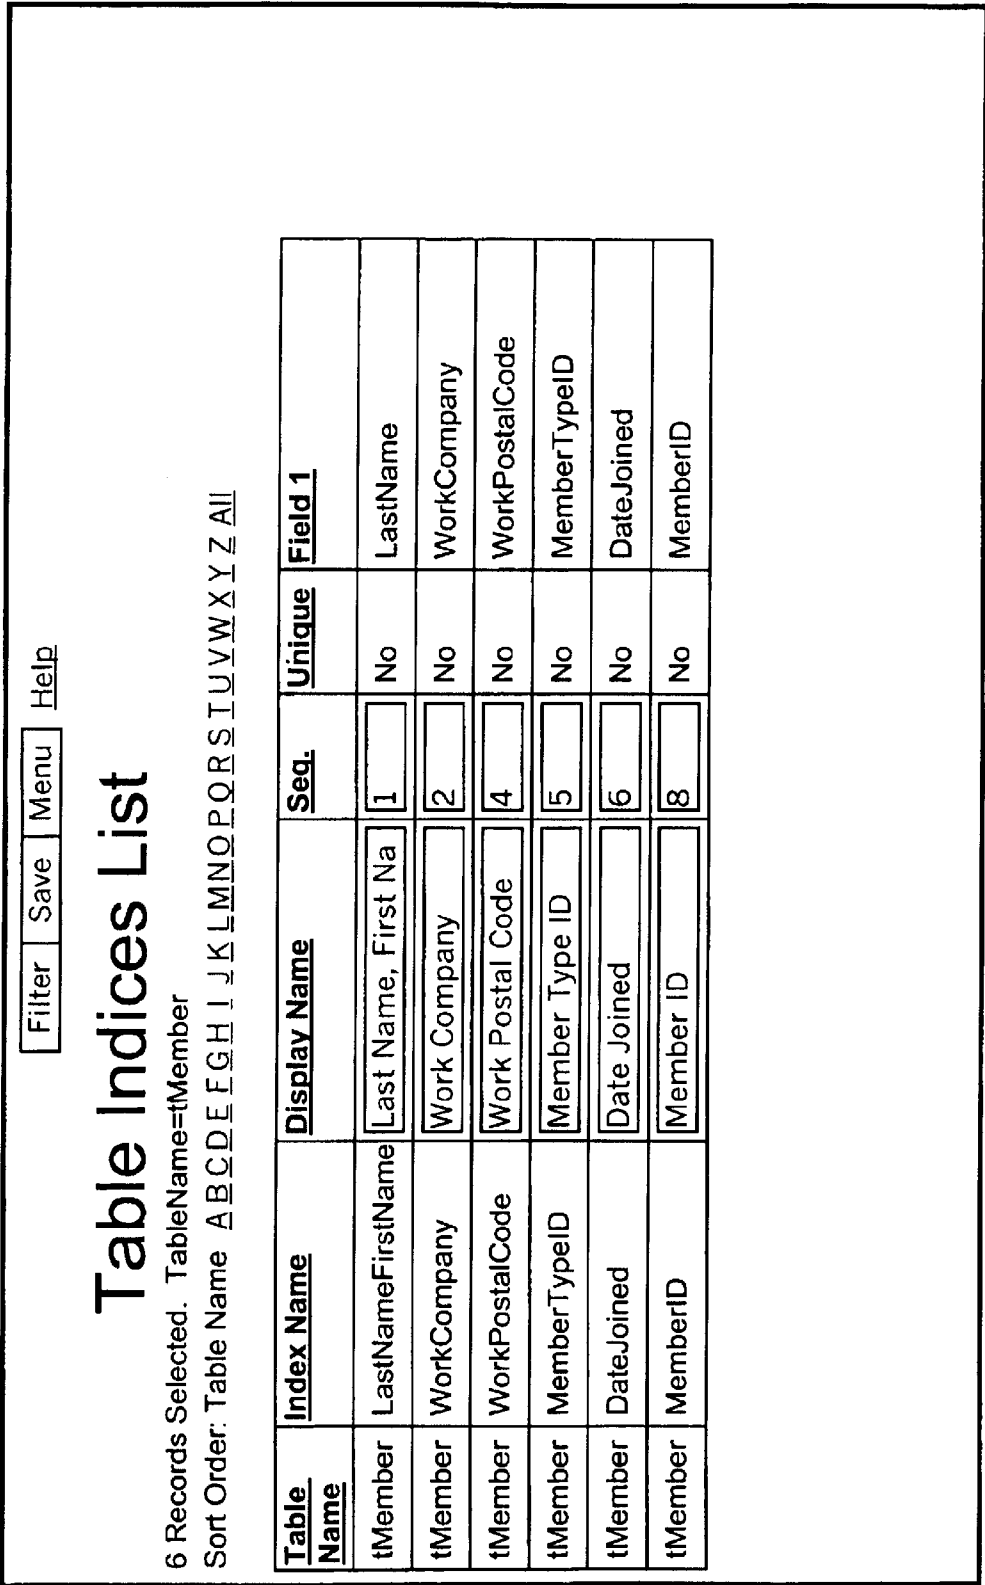 Filter Save Menu Help
Table Indices List
6 Records Selected. TableName=tMember
Sort Order: Table Name A B C D E F G H I J K L M N O P Q R S T U V W X Y Z All
Table Name Index Name Display Name Seq. Unique Field 1
tMember LastNameFirstName Last Name, First Na 1 No LastName
tMember WorkCompany Work Company 2 No WorkCompany
tMember WorkPostalCode Work Postal Code 4 No WorkPostalCode
tMember MemberTypeID Member Type ID 5 No MemberTypeID
tMember DateJoined Date Joined 6 No DateJoined
tMember MemberID Member ID 8 No MemberID